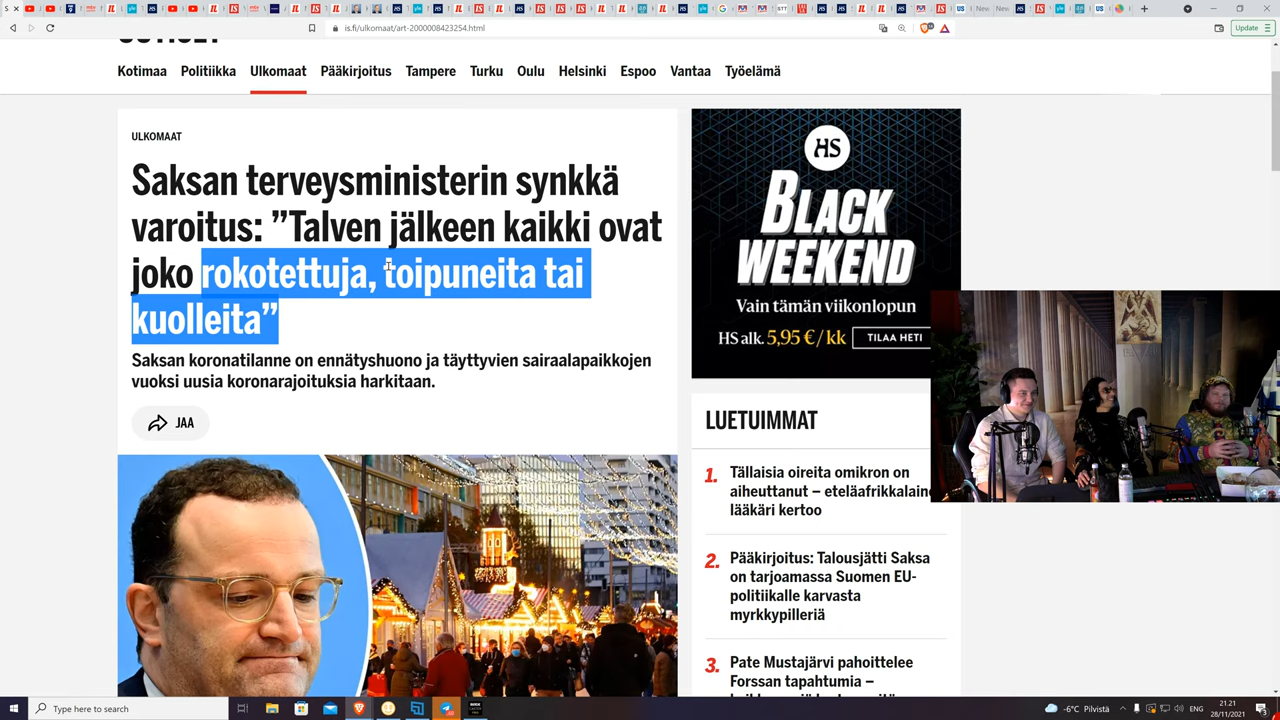 is.fi/ulkomaat/art-2000008423254.html
Update
Kotimaa Politiikka Ulkomaat Pääkirjoitus Tampere Turku Oulu Helsinki Espoo Vantaa Työelämä
ULKOMAAT
Saksan terveysministerin synkkä
varoitus: ”Talven jälkeen kaikki ovat
joko rokotettuja, toipuneita tai
kuolleita”
Saksan koronatilanne on ennätyshuono ja täyttyvien sairaalapaikkojen
vuoksi uusia koronarajoituksia harkitaan.
JAA
HS
BLACK
WEEKEND
Vain tämän viikonlopun
HS alk. 5,95 €/kk TILAA HETI
LUETUIMMAT
1. Tällaisia oireita omikron on
aiheuttanut – eteläafrikkalaine
lääkäri kertoo
2. Pääkirjoitus: Talousjätti Saksa
on tarjoamassa Suomen EU-
politiikalle karvasta
myrkkypilleriä
3. Pate Mustajärvi pahoittelee
Forssan tapahtumia –
Type here to search
-6°C Pilvistä
ENG
21.21
28/11/2021